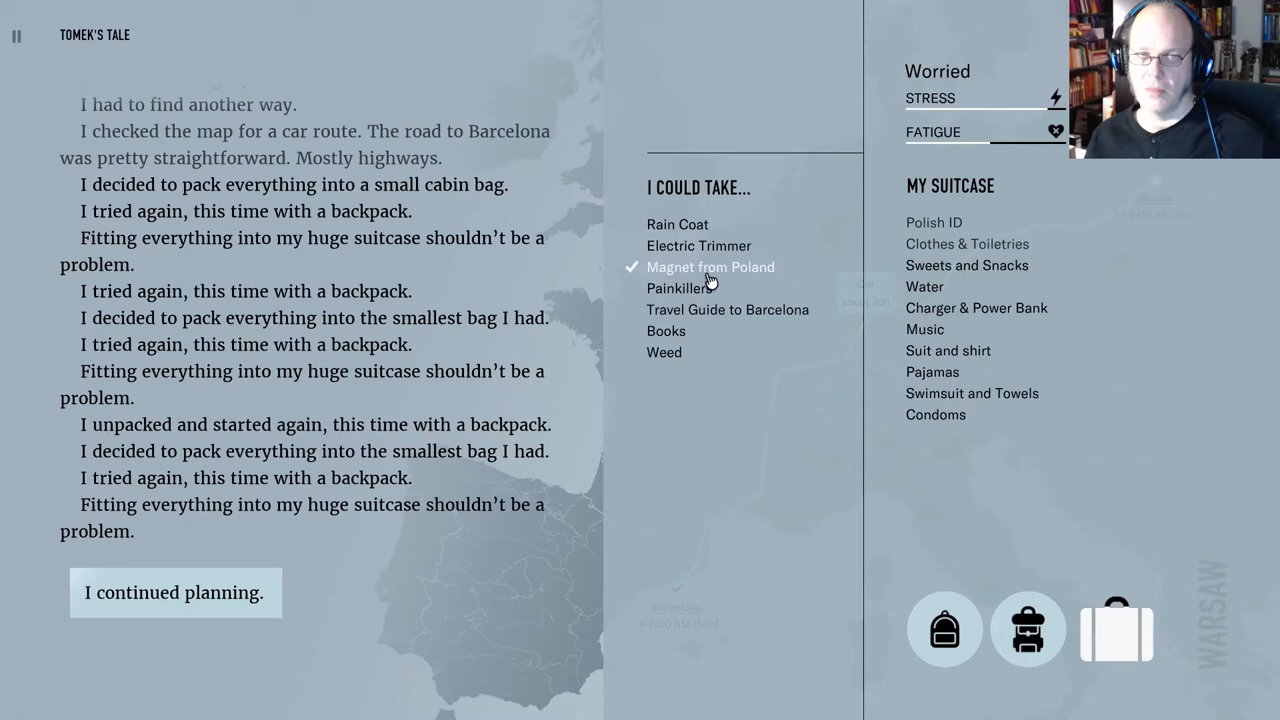 TOMEK'S TALE
I had to find another way.
I checked the map for a car route. The road to Barcelona
was pretty straightforward. Mostly highways.
I decided to pack everything into a small cabin bag.
I tried again, this time with a backpack.
Fitting everything into my huge suitcase shouldn’t be a
problem.
I tried again, this time with a backpack.
I decided to pack everything into the smallest bag I had.
I tried again, this time with a backpack.
Fitting everything into my huge suitcase shouldn’t be a
problem.
I unpacked and started again, this time with a backpack.
I decided to pack everything into the smallest bag I had.
I tried again, this time with a backpack.
Fitting everything into my huge suitcase shouldn’t be a
problem.
I continued planning.
I COULD TAKE...
Rain Coat
Electric Trimmer
Magnet from Poland
Painkillers
Travel Guide to Barcelona
Books
Weed
Barcelona
Car
Worried
STRESS
FATIGUE
MY SUITCASE
Polish ID
Clothes & Toiletries
Sweets and Snacks
Water
Charger & Power Bank
Music
Suit and shirt
Pajamas
Swimsuit and Towels
Condoms
WARSAW